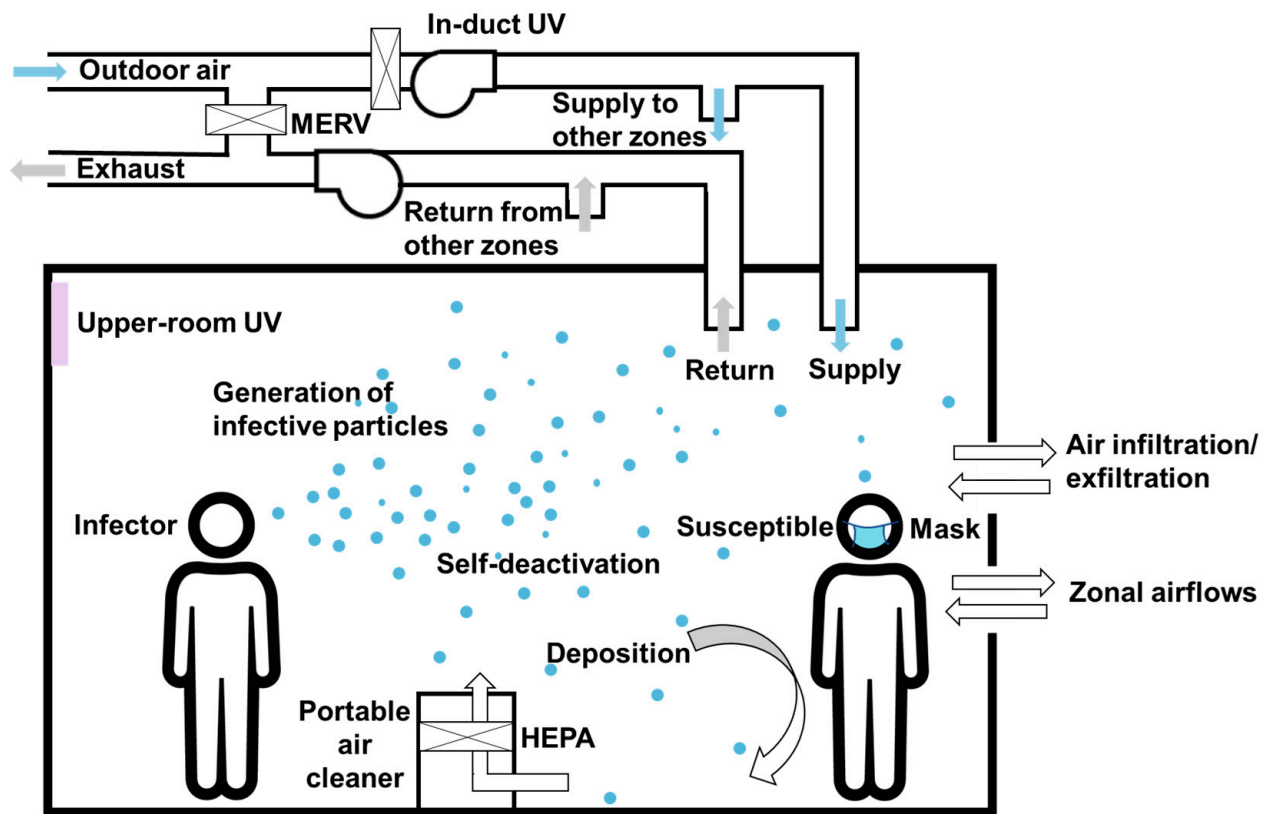 In-duct UV
Outdoor air
MERV
Supply to
other zones
Exhaust
Return from
other zones
Upper-room UV
Return
Supply
Generation of
infective particles
Air infiltration/
exfiltration
Infector
Susceptible
Mask
Self-deactivation
Zonal airflows
Deposition
Portable
air
cleaner
HEPA